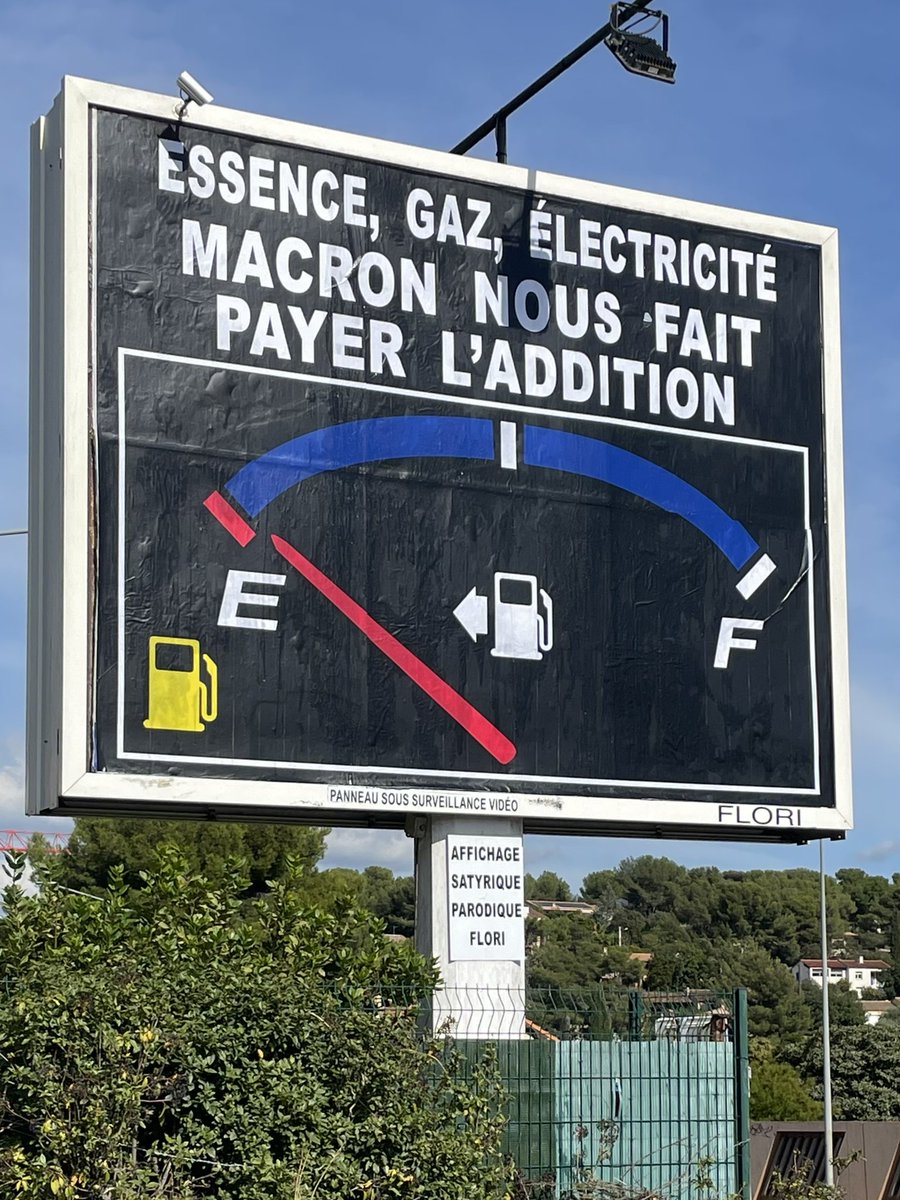 ESSENCE, GAZ, ÉLECTRICITÉ
MACRON NOUS FAIT
PAYER L'ADDITION
E
F
PANNEAU SOUS SURVEILLANCE VIDÉO
FLORI
AFFICHAGE
SATYRIQUE
PARODIQUE
FLORI